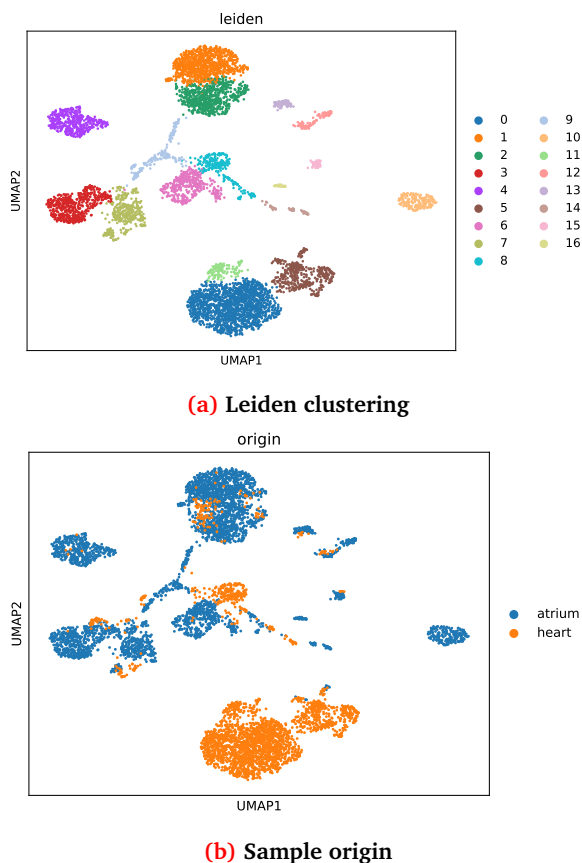 leiden
UMAP2
UMAP1
0 9
1 10
2 11
3 12
4 13
5 14
6 15
7 16
8
(a) Leiden clustering
origin
UMAP2
UMAP1
atrium
heart
(b) Sample origin